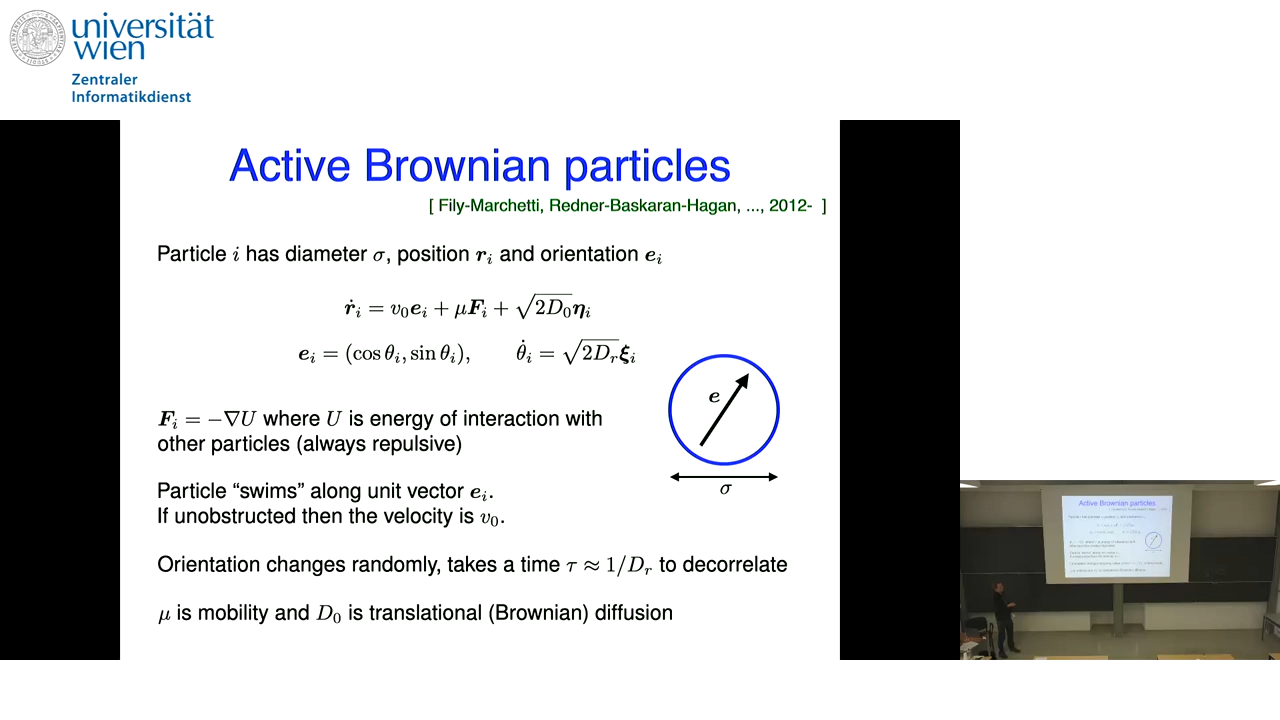 universität
wien
Zentraler
Informatikdienst
Active Brownian particles
[ Fily-Marchetti, Redner-Baskaran-Hagan, ..., 2012- ]
Particle i has diameter σ, position r_i and orientation e_i
ṙ_i = v_0 e_i + μF_i + √2D_0 η_i
e_i = (cos θ_i, sin θ_i), θ̇_i = √2D_r ξ_i
F_i = −∇U where U is energy of interaction with
other particles (always repulsive)
e
σ
Particle “swims” along unit vector e_i.
If unobstructed then the velocity is v_0.
Orientation changes randomly, takes a time τ ≈ 1/D_r to decorrelate
μ is mobility and D_0 is translational (Brownian) diffusion
Active Brownian particles